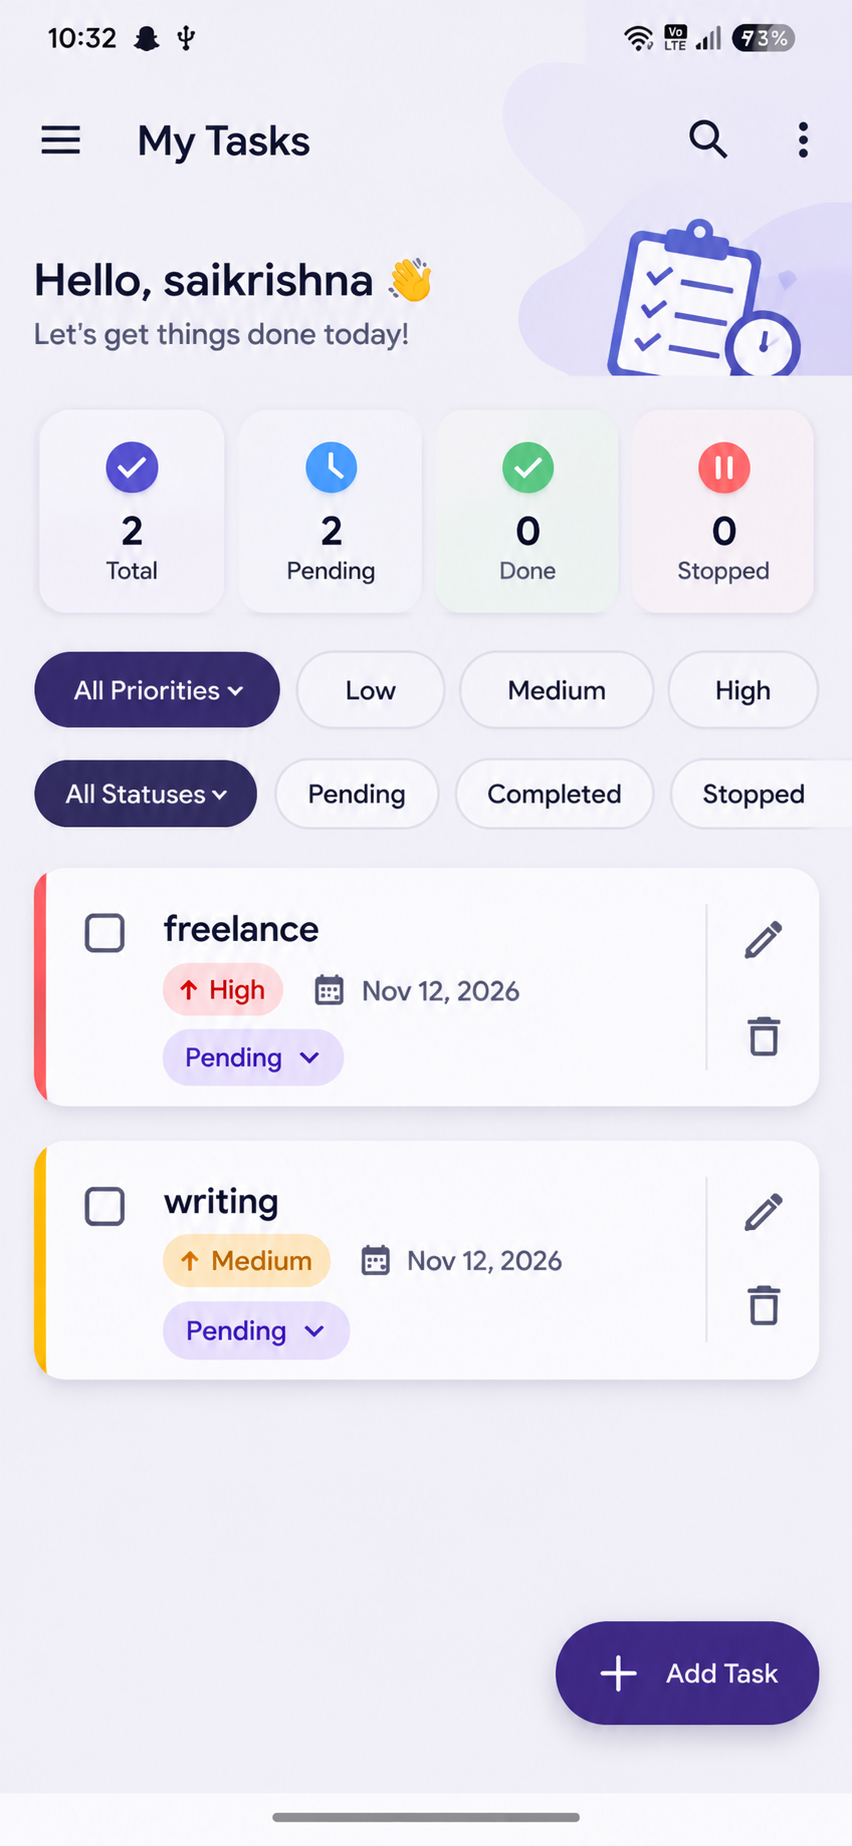 10:32 Vo LTE 73%
My Tasks
Hello, saikrishna 👋
Let's get things done today!
2 2 0 0
Total Pending Done Stopped
All Priorities Low Medium High
All Statuses Pending Completed Stopped
freelance
High Nov 12, 2026
Pending
writing
Medium Nov 12, 2026
Pending
Add Task